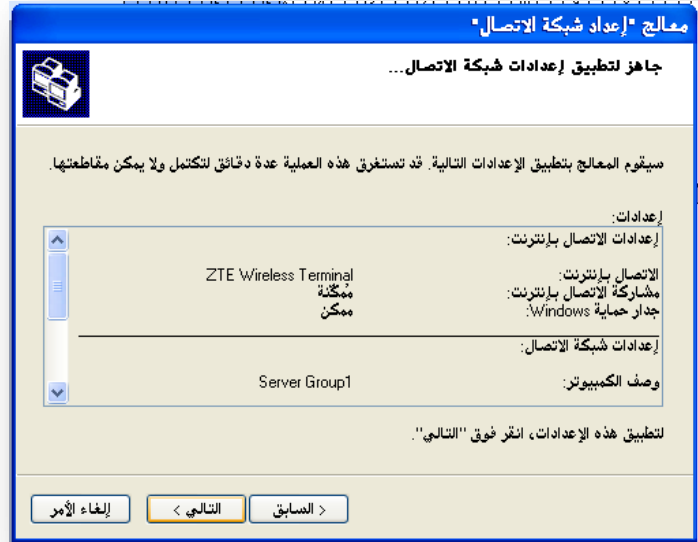 معالج "إعداد شبكة الاتصال"
جاهز لتطبيق إعدادات شبكة الاتصال...
سيقوم المعالج بتطبيق الإعدادات التالية. قد تستغرق هذه العملية عدة دقائق لتكتمل ولا يمكن مقاطعتها.
إعدادات:
إعدادات الاتصال بإنترنت:
الاتصال بإنترنت: ZTE Wireless Terminal
مشاركة الاتصال بإنترنت: مُمكّنة
جدار حماية Windows: ممكن
إعدادات شبكة الاتصال:
وصف الكمبيوتر: Server Group1
لتطبيق هذه الإعدادات، انقر فوق "التالي".
< السابق التالي > إلغاء الأمر